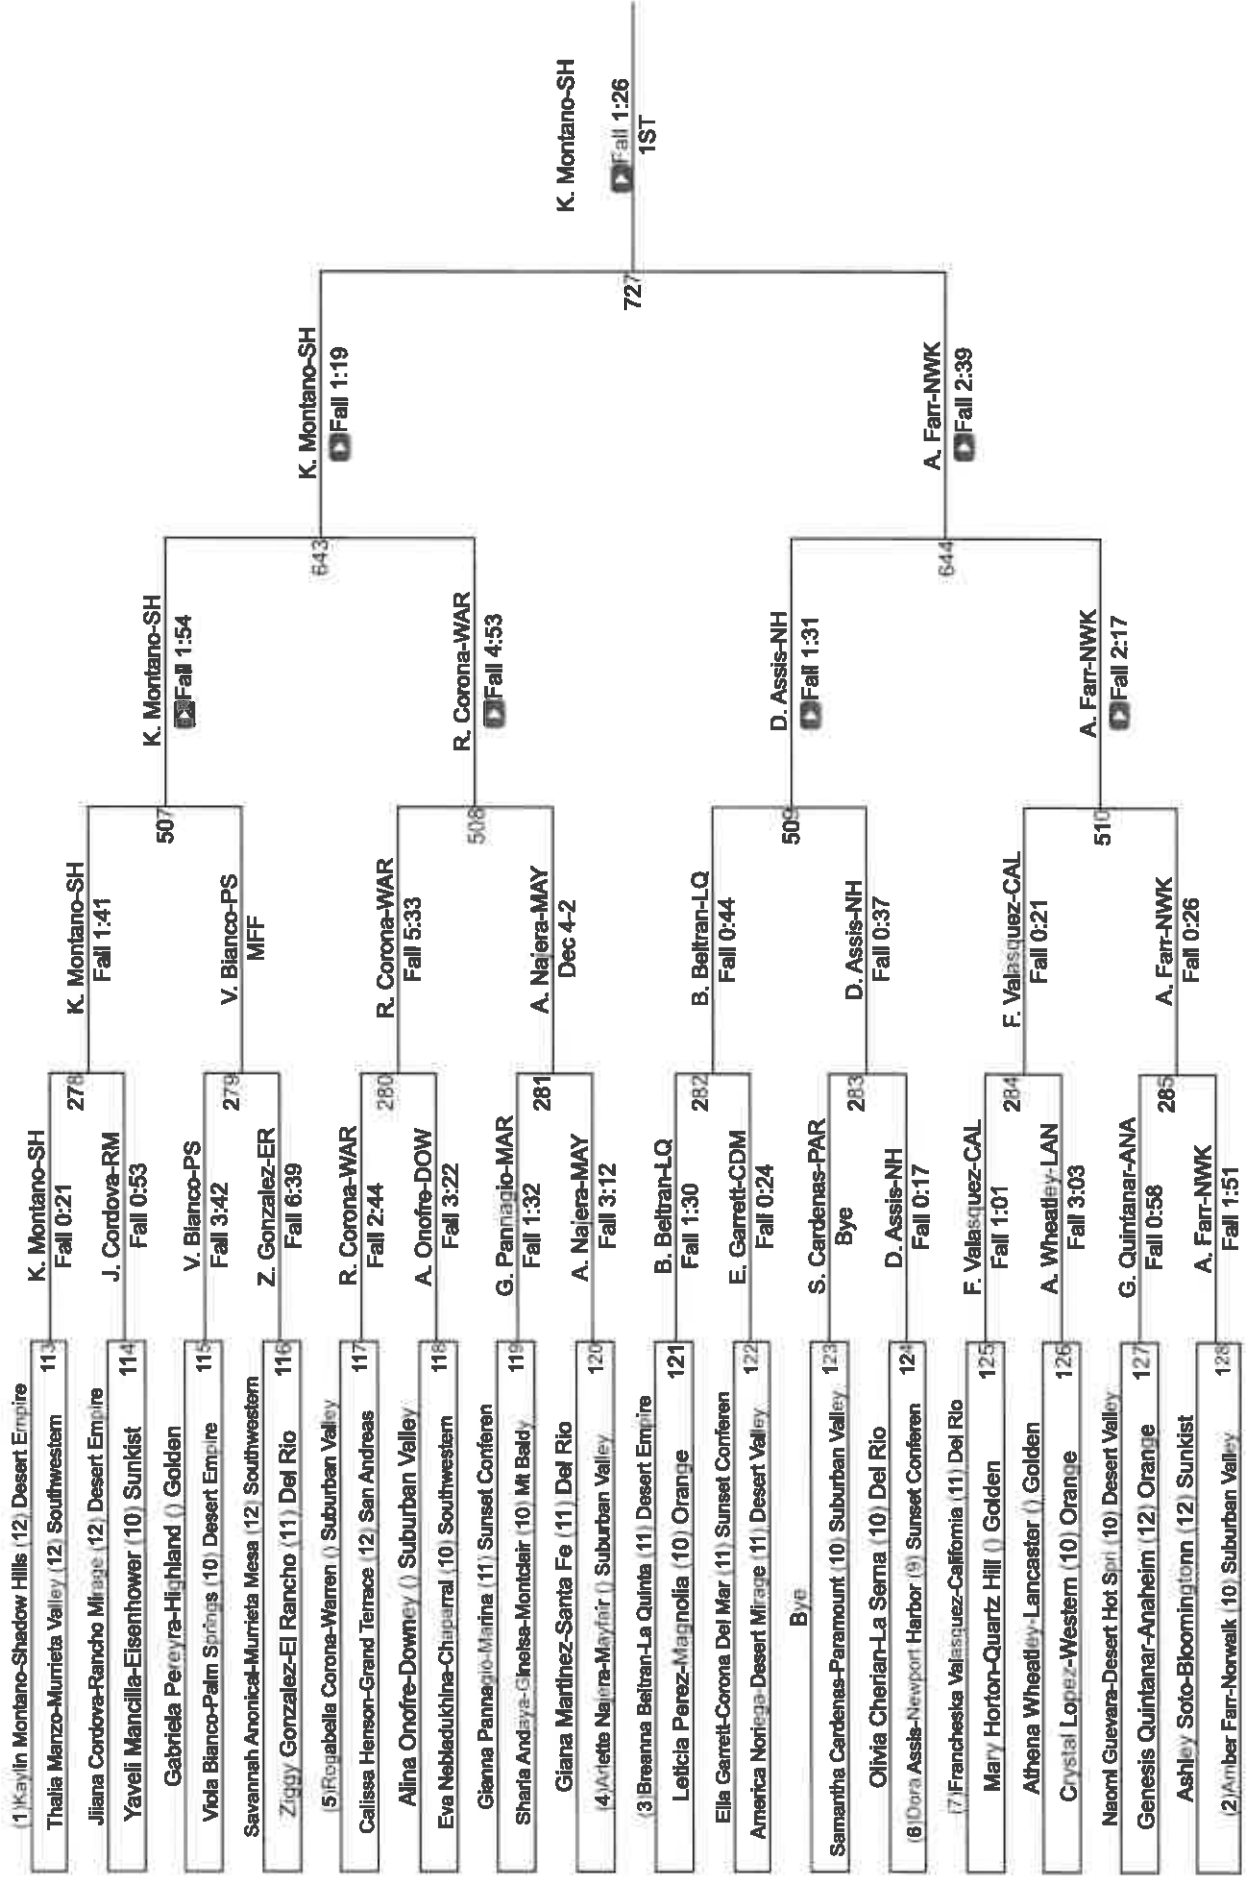 (1)Kaylin Montano-Shadow Hills (12) Desert Empire
113
Thalia Manzo-Murrieta Valley (12) Southwestern
K. Montano-SH
Fall 0:21
278
Jiiana Cordova-Rancho Mirage (12) Desert Empire
114
Yaveli Mancilla-Eisenhower (10) Sunkist
J. Cordova-RM
Fall 0:53
K. Montano-SH
Fall 1:41
507
Gabriela Pereyra-Highland () Golden
115
Viola Bianco-Palm Springs (10) Desert Empire
V. Bianco-PS
Fall 3:42
279
Savannah Anonical-Murrieta Mesa (12) Southwestern
116
Ziggy Gonzalez-El Rancho (11) Del Rio
Z. Gonzalez-ER
Fall 6:39
V. Bianco-PS
MFF
K. Montano-SH
Fall 1:54
643
(5)Rogabella Corona-Warren () Suburban Valley
117
Calissa Henson-Grand Terrace (12) San Andreas
R. Corona-WAR
Fall 2:44
280
Alina Onofre-Downey () Suburban Valley
118
Eva Nebladukhina-Chaparral (10) Southwestern
A. Onofre-DOW
Fall 3:22
R. Corona-WAR
Fall 5:33
508
Gianna Pannagio-Marina (11) Sunset Conferen
119
Sharla Andaya-Ginelsa-Montclair (10) Mt Baldy
G. Pannagio-MAR
Fall 1:32
281
Giana Martinez-Santa Fe (11) Del Rio
120
(4)Arlette Najera-Mayfair () Suburban Valley
A. Najera-MAY
Fall 3:12
A. Najera-MAY
Dec 4-2
R. Corona-WAR
Fall 4:53
K. Montano-SH
Fall 1:19
727
(3)Breanna Beltran-La Quinta (11) Desert Empire
121
Leticia Perez-Magnolia (10) Orange
B. Beltran-LQ
Fall 1:30
282
Ella Garrett-Corona Del Mar (11) Sunset Conferen
122
America Noriega-Desert Mirage (11) Desert Valley
E. Garrett-CDM
Fall 0:24
B. Beltran-LQ
Fall 0:44
509
Bye
123
Samantha Cardenas-Paramount (10) Suburban Valley
S. Cardenas-PAR
Bye
283
Olivia Cherian-La Serna (10) Del Rio
124
(6)Dora Assis-Newport Harbor (9) Sunset Conferen
D. Assis-NH
Fall 0:17
D. Assis-NH
Fall 0:37
D. Assis-NH
Fall 1:31
644
(7)Francheska Valasquez-California (11) Del Rio
125
Mary Horton-Quartz Hill () Golden
F. Valasquez-CAL
Fall 1:01
284
Athena Wheatley-Lancaster () Golden
126
Crystal Lopez-Western (10) Orange
A. Wheatley-LAN
Fall 3:03
F. Valasquez-CAL
Fall 0:21
510
Naomi Guevara-Desert Hot Spri (10) Desert Valley
127
Genesis Quintanar-Anaheim (12) Orange
G. Quintanar-ANA
Fall 0:58
285
Ashley Soto-Bloomingtonn (12) Sunkist
128
(2)Amber Farr-Norwalk (10) Suburban Valley
A. Farr-NWK
Fall 1:51
A. Farr-NWK
Fall 0:26
A. Farr-NWK
Fall 2:17
A. Farr-NWK
Fall 2:39
K. Montano-SH
Fall 1:26
1ST